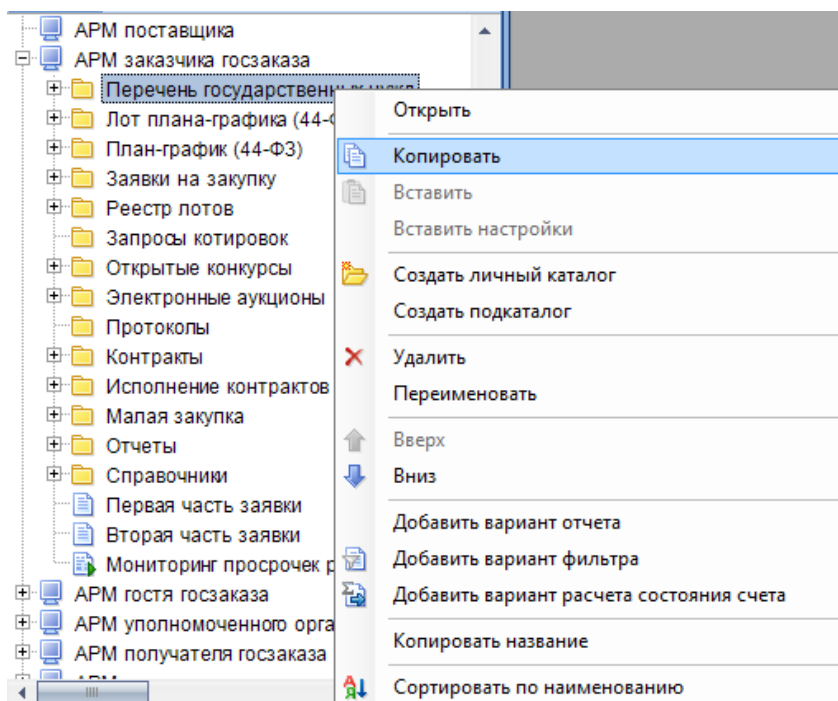 АРМ поставщика
АРМ заказчика госзаказа
Перечень государственных нужд
Лот плана-графика (44-Ф
План-график (44-ФЗ)
Заявки на закупку
Реестр лотов
Запросы котировок
Открытые конкурсы
Электронные аукционы
Протоколы
Контракты
Исполнение контрактов
Малая закупка
Отчеты
Справочники
Первая часть заявки
Вторая часть заявки
Мониторинг просрочек р
АРМ гостя госзаказа
АРМ уполномоченного орга
АРМ получателя госзаказа
Открыть
Копировать
Вставить
Вставить настройки
Создать личный каталог
Создать подкаталог
Удалить
Переименовать
Вверх
Вниз
Добавить вариант отчета
Добавить вариант фильтра
Добавить вариант расчета состояния счета
Копировать название
Сортировать по наименованию